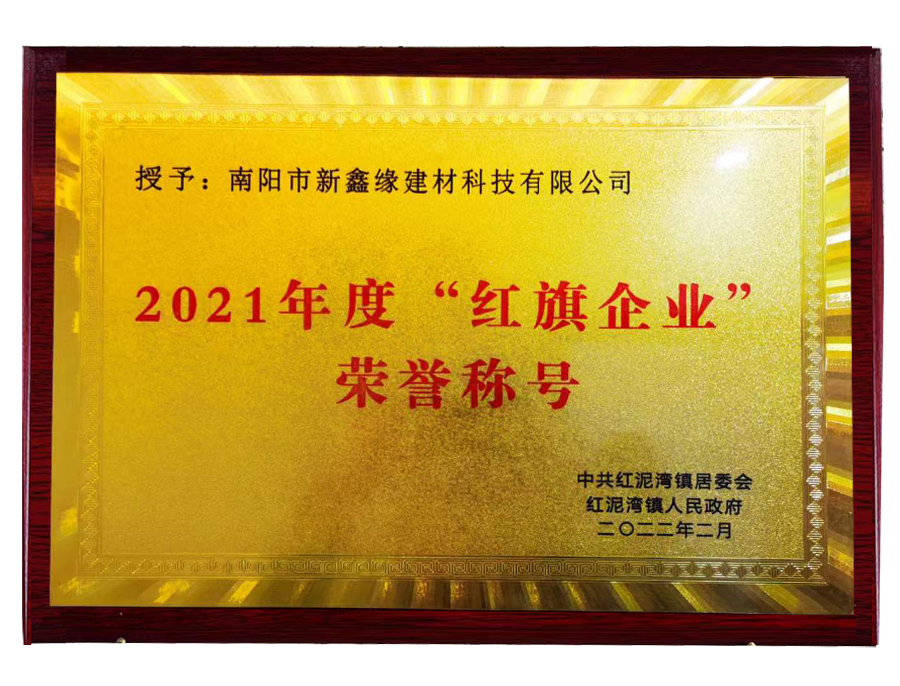 授予：南阳市新鑫缘建材科技有限公司
2021年度“红旗企业”
荣誉称号
中共红泥湾镇居委会
红泥湾镇人民政府
二〇二二年二月